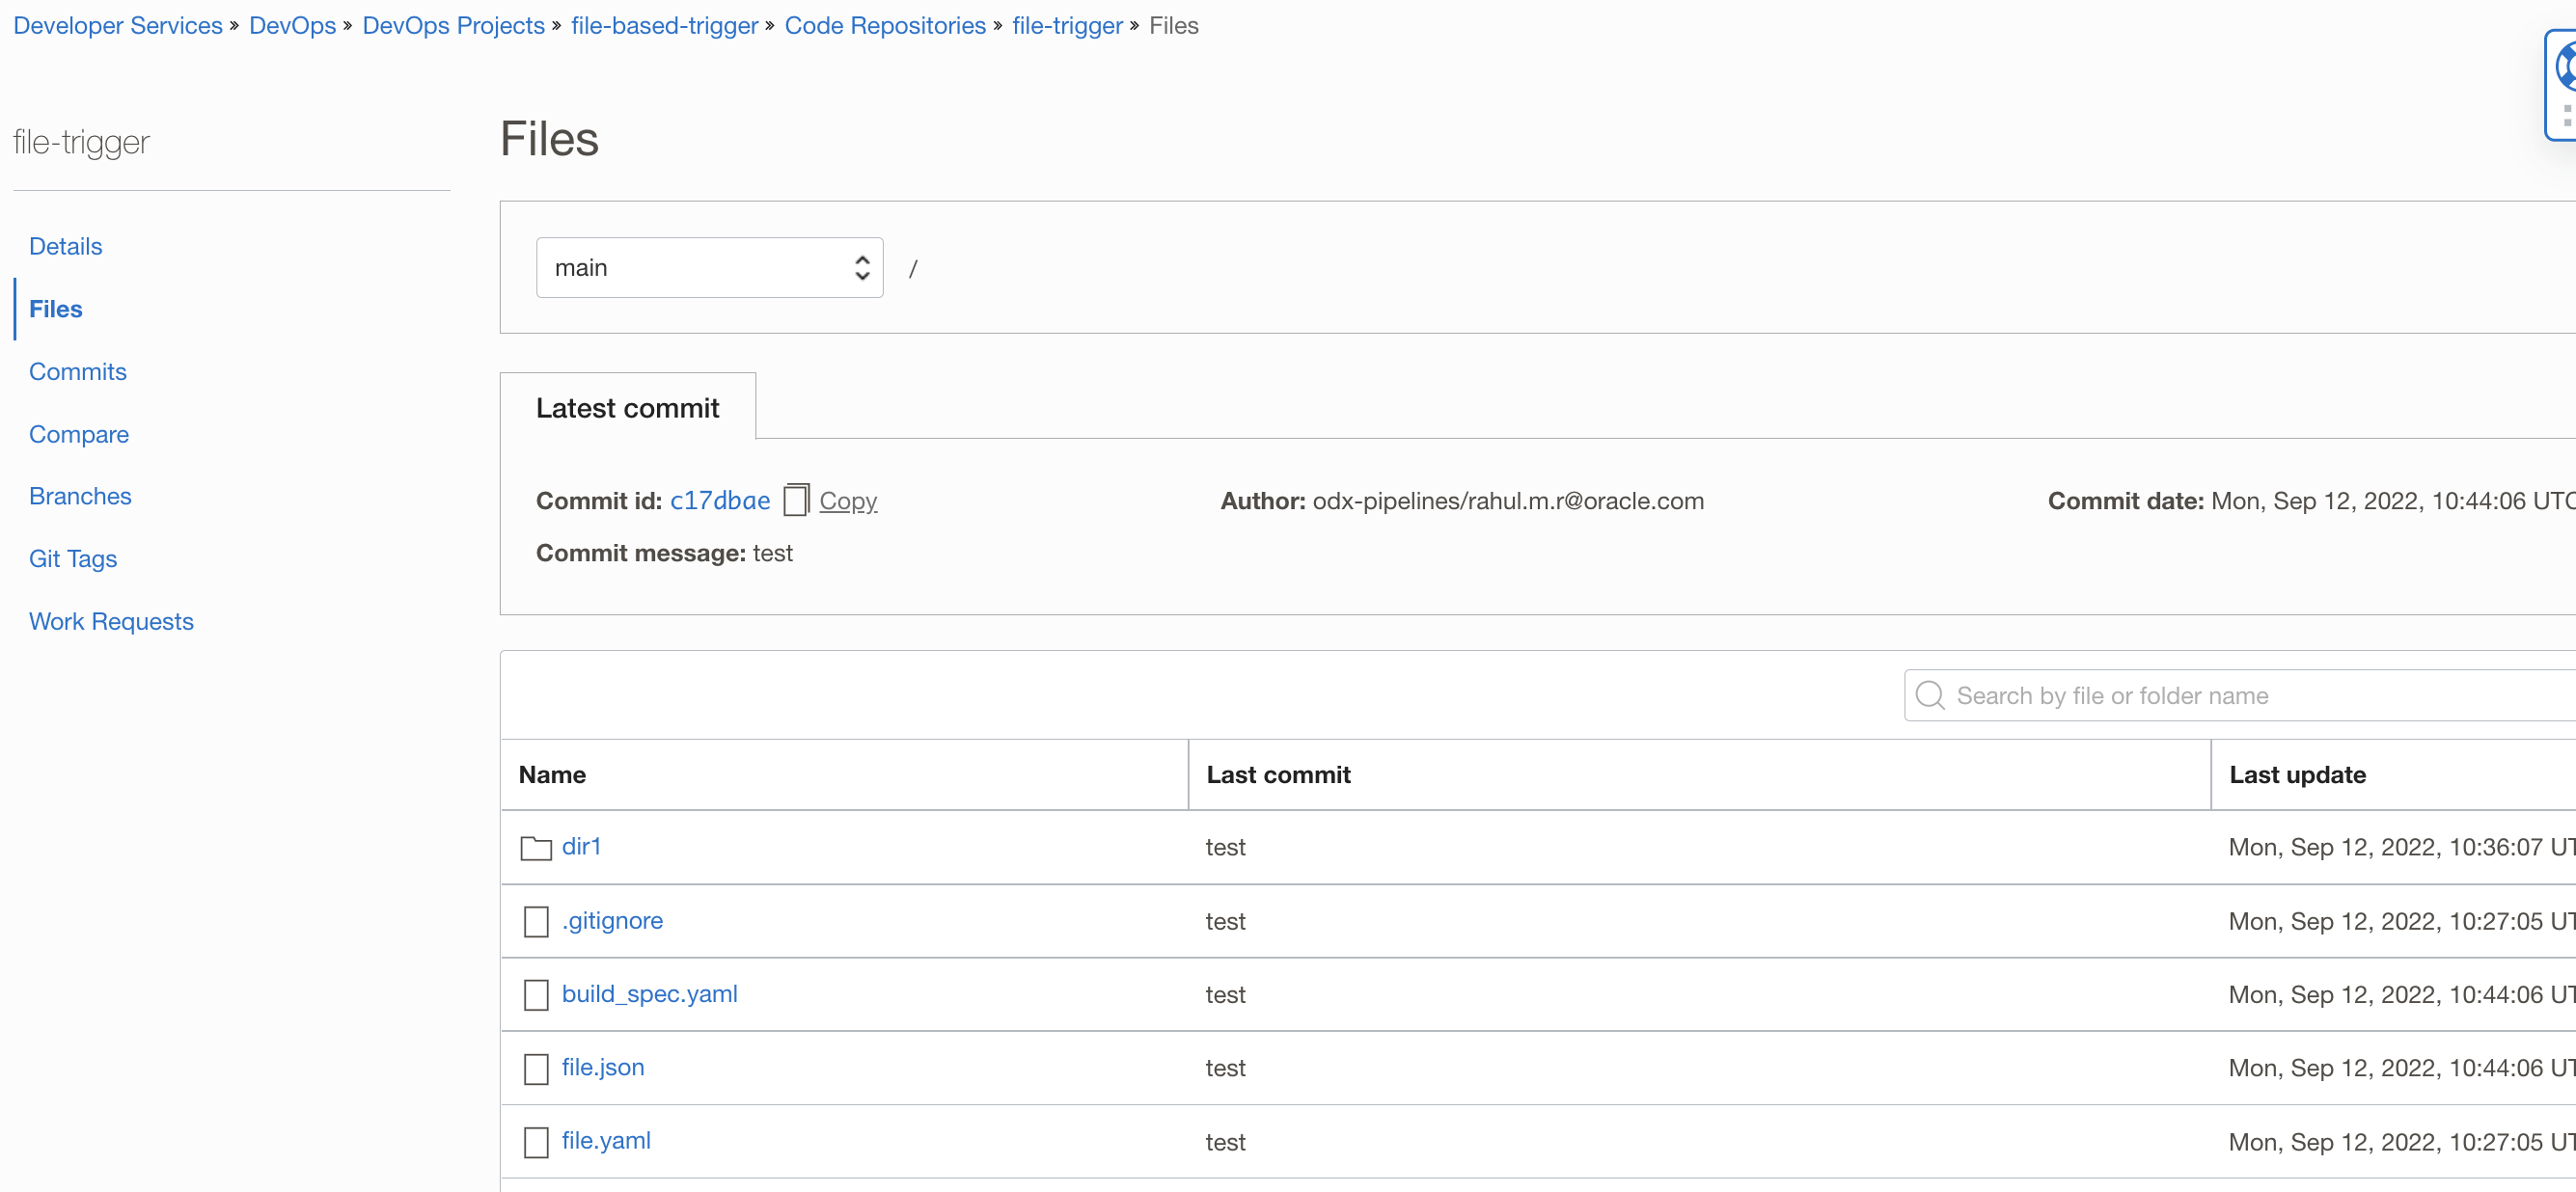 Developer Services » DevOps » DevOps Projects » file-based-trigger » Code Repositories » file-trigger » Files
file-trigger
Details
Files
Commits
Compare
Branches
Git Tags
Work Requests
Files
main /
Latest commit
Commit id: c17dbae Copy Author: odx-pipelines/rahul.m.r@oracle.com Commit date: Mon, Sep 12, 2022, 10:44:06 UTC
Commit message: test
Search by file or folder name
Name Last commit Last update
dir1 test Mon, Sep 12, 2022, 10:36:07 UT
.gitignore test Mon, Sep 12, 2022, 10:27:05 UT
build_spec.yaml test Mon, Sep 12, 2022, 10:44:06 UT
file.json test Mon, Sep 12, 2022, 10:44:06 UT
file.yaml test Mon, Sep 12, 2022, 10:27:05 UT